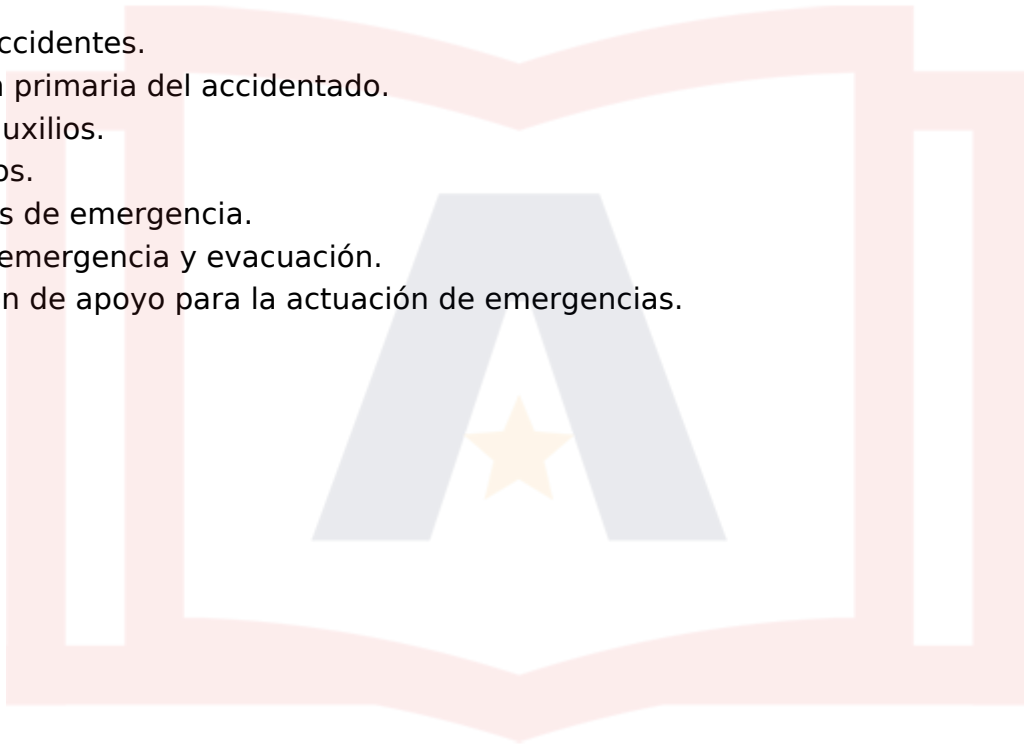 ccidentes.
primaria del accidentado.
uxilios.
os.
s de emergencia.
emergencia y evacuación.
n de apoyo para la actuación de emergencias.